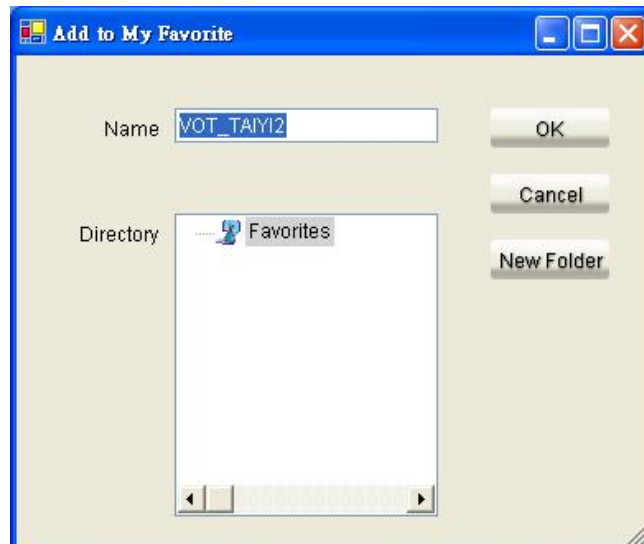 Add to My Favorite
Name
VOT_TAIYI2
OK
Cancel
Directory
Favorites
New Folder